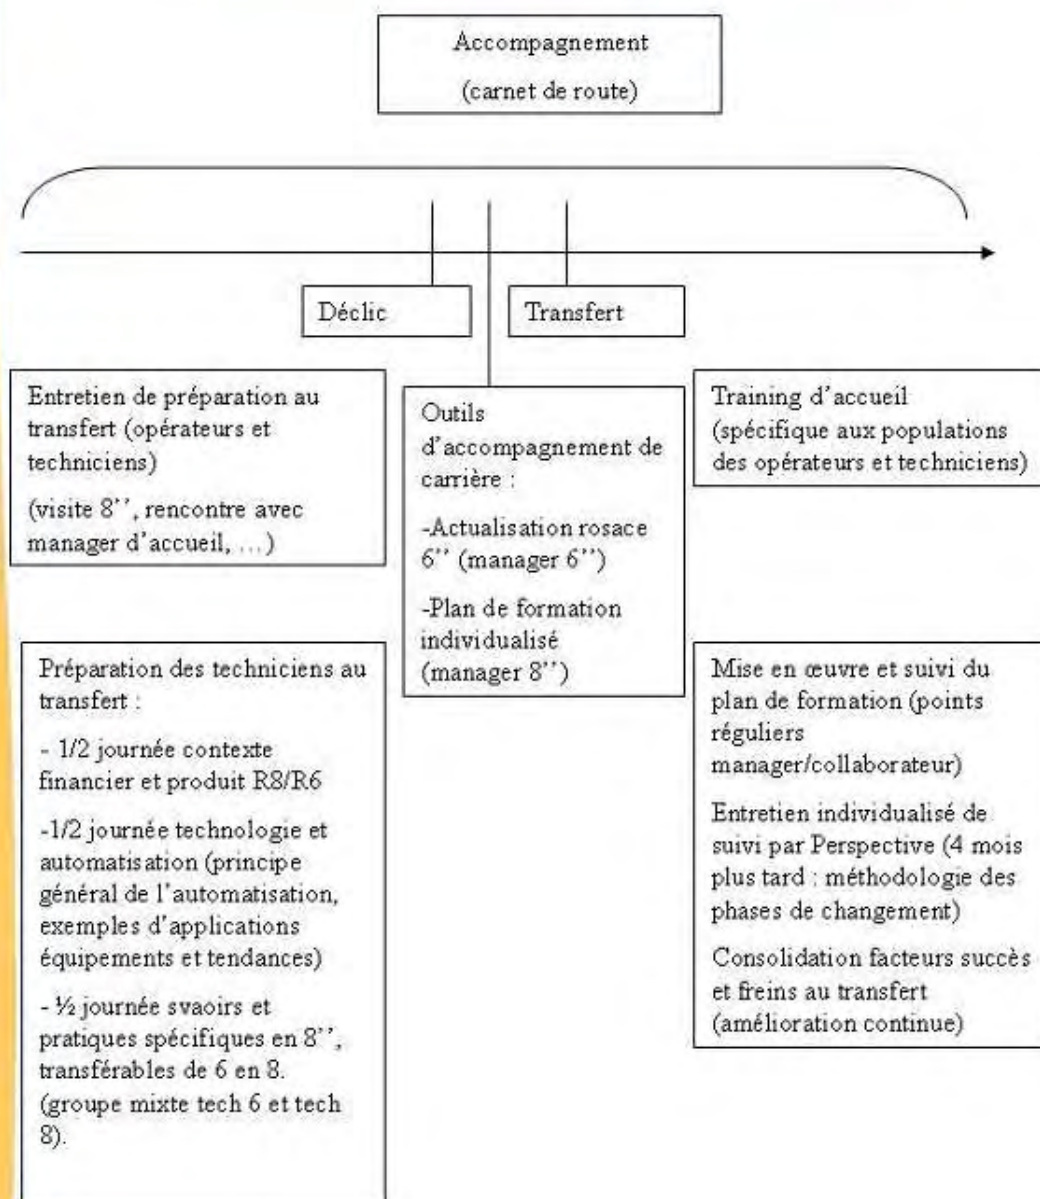 Accompagnement
(carnet de route)
Déclic
Transfert
Entretien de préparation au
transfert (opérateurs et
techniciens)
(visite 8’’, rencontre avec
manager d’accueil, …)
Outils
d’accompagnement de
carrière :
-Actualisation rosace
6’’ (manager 6’’)
-Plan de formation
individualisé
(manager 8’’)
Training d’accueil
(spécifique aux populations
des opérateurs et techniciens)
Préparation des techniciens au
transfert :
- 1/2 journée contexte
financier et produit R8/R6
-1/2 journée technologie et
automatisation (principe
général de l’automatisation,
exemples d’applications
équipements et tendances)
- ½ journée svaoirs et
pratiques spécifiques en 8’’,
transférables de 6 en 8.
(groupe mixte tech 6 et tech
8).
Mise en œuvre et suivi du
plan de formation (points
réguliers
manager/collaborateur)
Entretien individualisé de
suivi par Perspective (4 mois
plus tard : méthodologie des
phases de changement)
Consolidation facteurs succès
et freins au transfert
(amélioration continue)